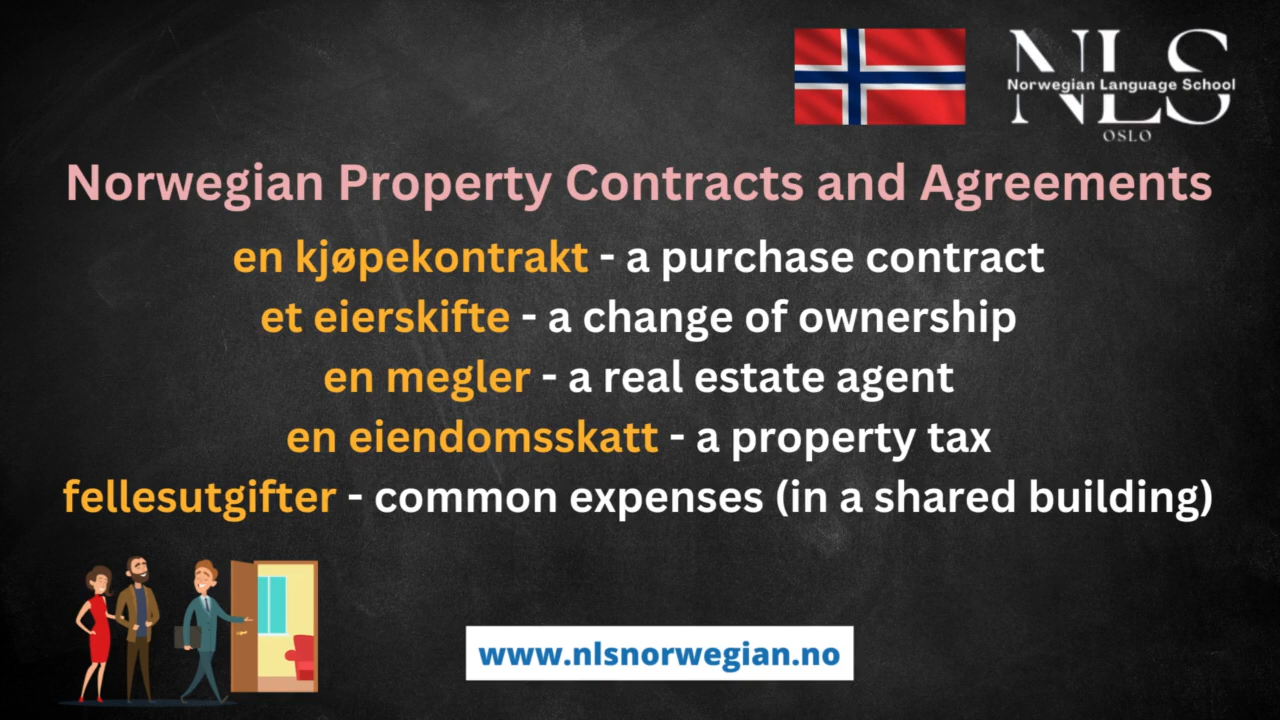 NLS
Norwegian Language School
OSLO
Norwegian Property Contracts and Agreements
en kjøpekontrakt - a purchase contract
et eierskifte - a change of ownership
en megler - a real estate agent
en eiendomsskatt - a property tax
fellesutgifter - common expenses (in a shared building)
www.nlsnorwegian.no